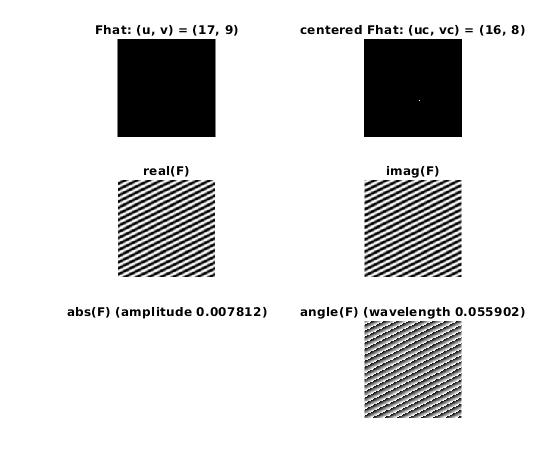 Fhat: (u, v) = (17, 9)
centered Fhat: (uc, vc) = (16, 8)
real(F)
imag(F)
abs(F) (amplitude 0.007812)
angle(F) (wavelength 0.055902)